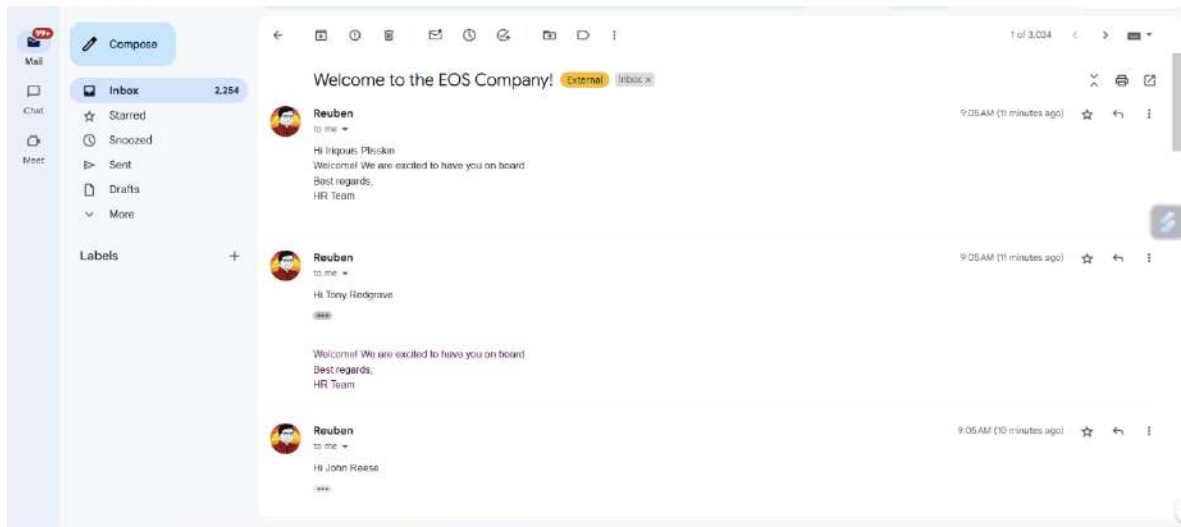 99+
Mail
Chat
Meet
Compose
Inbox 2,254
Starred
Snoozed
Sent
Drafts
More
Labels +
1 of 3,024
Welcome to the EOS Company! External Inbox x
Reuben 9:05 AM (11 minutes ago)
to me
Hi Iriqouis Plisskin
Welcome! We are excited to have you on board
Best regards,
HR Team
Reuben 9:05 AM (11 minutes ago)
to me
Hi Tony Redgrave
Welcome! We are excited to have you on board
Best regards,
HR Team
Reuben 9:05 AM (10 minutes ago)
to me
Hi John Reese